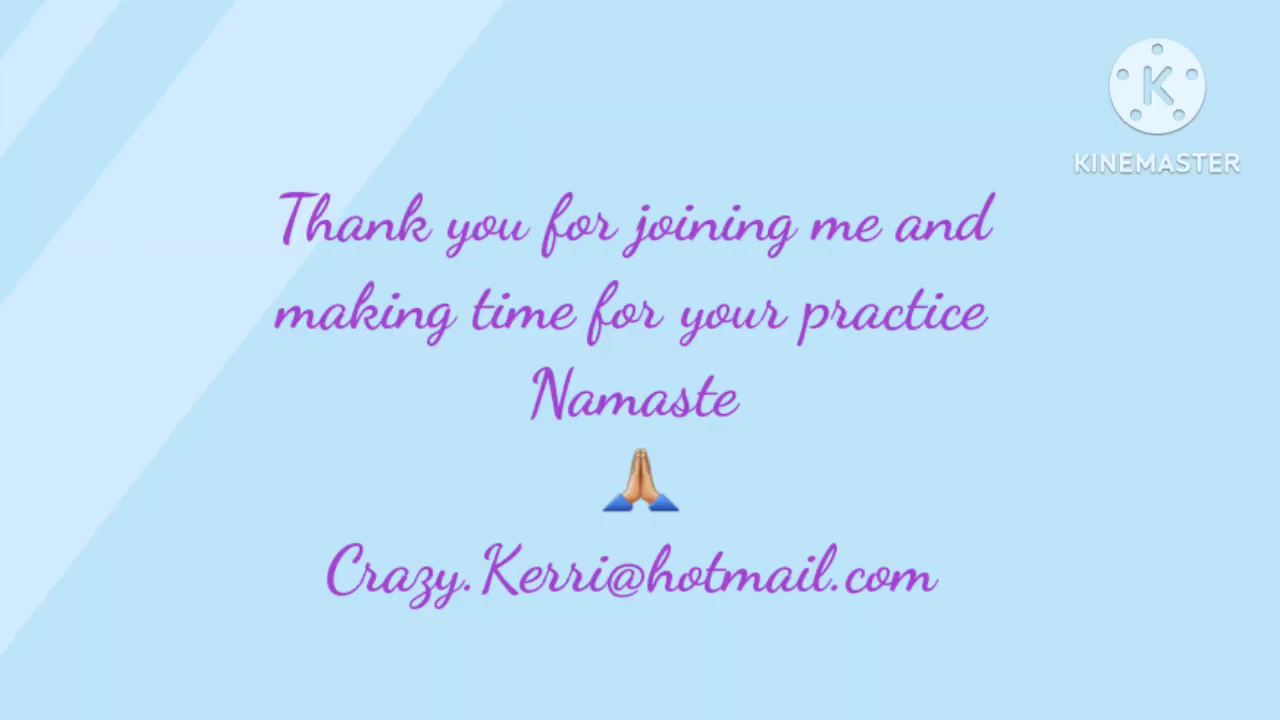 K
KINEMASTER
Thank you for joining me and
making time for your practice
Namaste
🙏🏼
Crazy.Kerri@hotmail.com